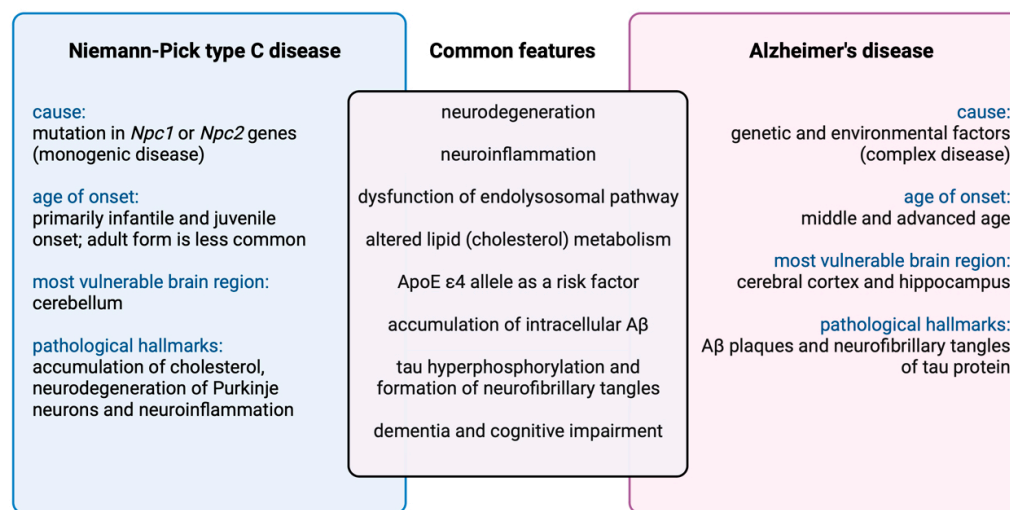 Niemann-Pick type C disease
cause:
mutation in Npc1 or Npc2 genes
(monogenic disease)
age of onset:
primarily infantile and juvenile
onset; adult form is less common
most vulnerable brain region:
cerebellum
pathological hallmarks:
accumulation of cholesterol,
neurodegeneration of Purkinje
neurons and neuroinflammation
Common features
neurodegeneration
neuroinflammation
dysfunction of endolysosomal pathway
altered lipid (cholesterol) metabolism
ApoE ε4 allele as a risk factor
accumulation of intracellular Aβ
tau hyperphosphorylation and
formation of neurofibrillary tangles
dementia and cognitive impairment
Alzheimer's disease
cause:
genetic and environmental factors
(complex disease)
age of onset:
middle and advanced age
most vulnerable brain region:
cerebral cortex and hippocampus
pathological hallmarks:
Aβ plaques and neurofibrillary tangles
of tau protein